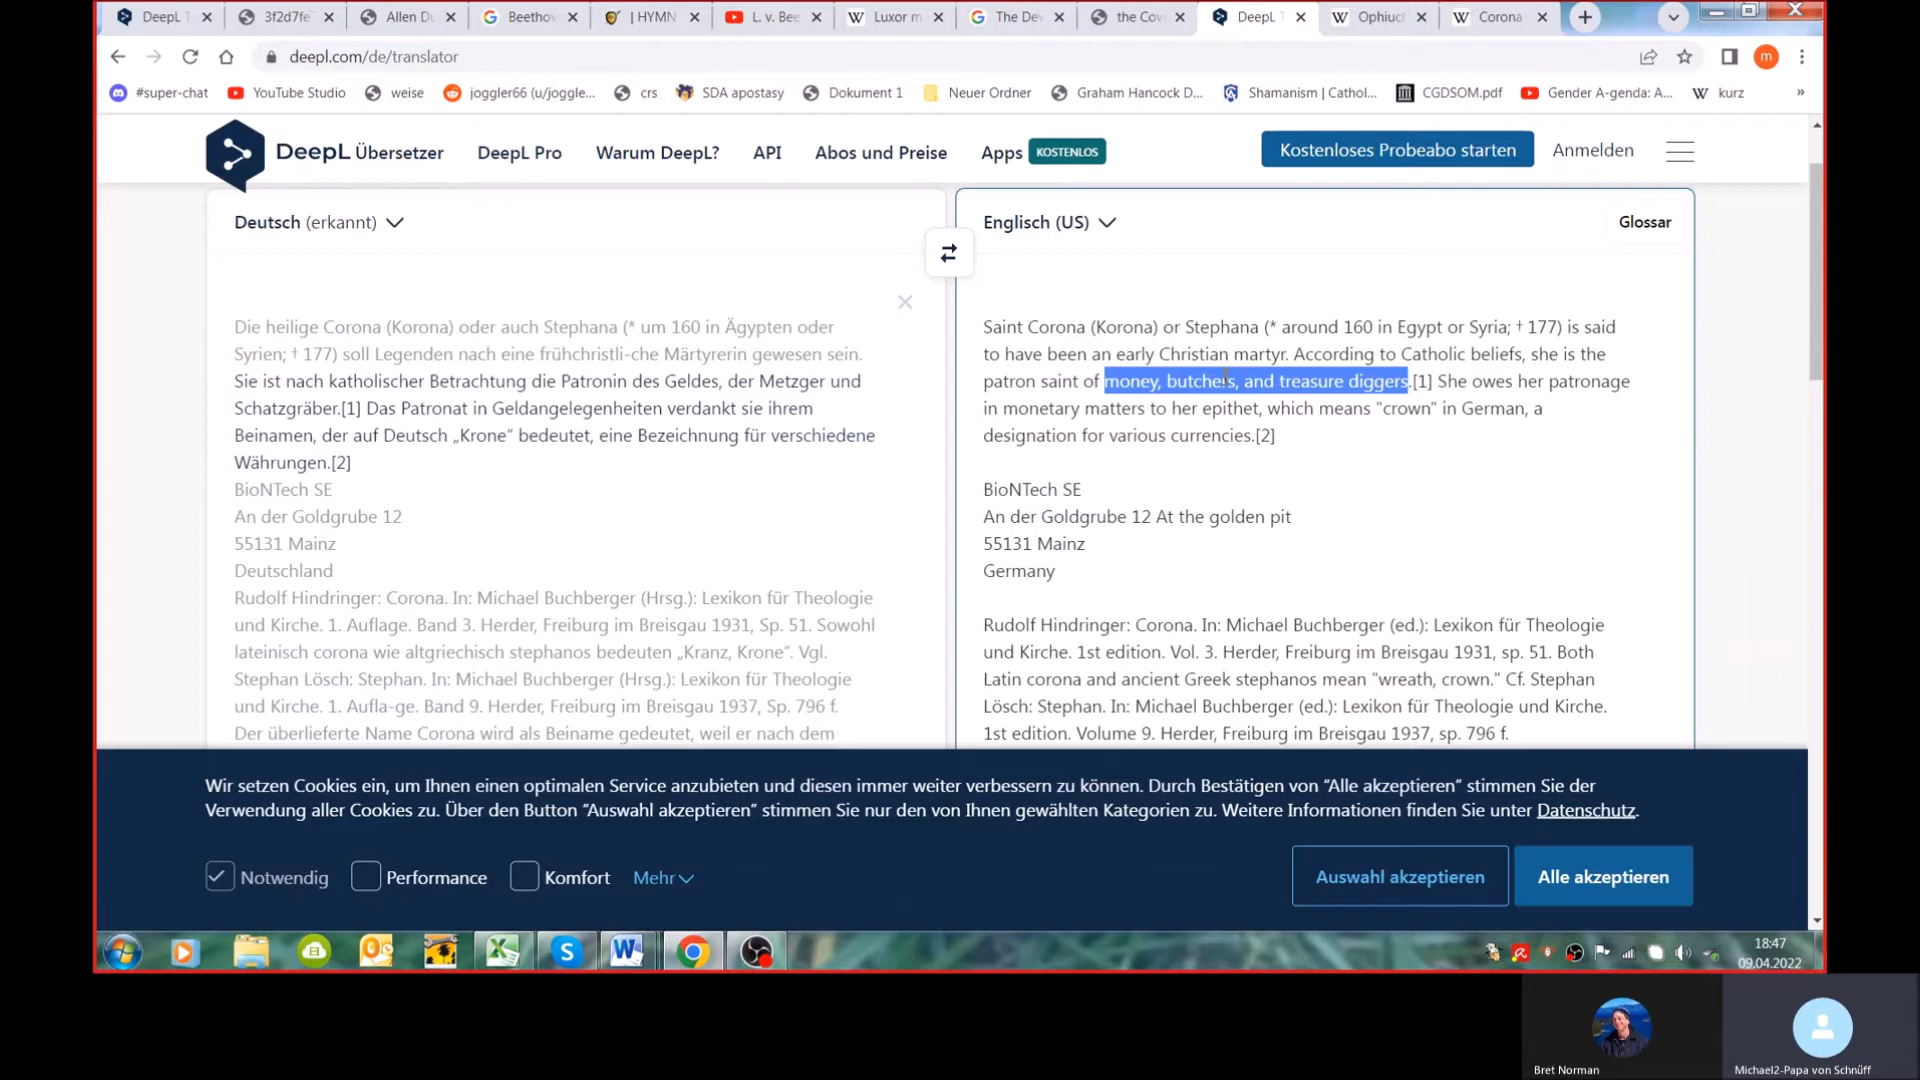 DeepL T
3f2d7fe
Allen Du
Beethov
| HYMN
L. v. Bee
Luxor m
The Dev
the Cov
DeepL T
Ophiuch
Corona
deepl.com/de/translator
m
#super-chat
YouTube Studio
weise
joggler66 (u/joggle...
crs
SDA apostasy
Dokument 1
Neuer Ordner
Graham Hancock D...
Shamanism | Cathol...
CGDSOM.pdf
Gender A-genda: A...
kurz
»
DeepL Übersetzer
DeepL Pro
Warum DeepL?
API
Abos und Preise
Apps
KOSTENLOS
Kostenloses Probeabo starten
Anmelden
Deutsch (erkannt)
Die heilige Corona (Korona) oder auch Stephana (* um 160 in Ägypten oder
Syrien; † 177) soll Legenden nach eine frühchristli-che Märtyrerin gewesen sein.
Sie ist nach katholischer Betrachtung die Patronin des Geldes, der Metzger und
Schatzgräber.[1] Das Patronat in Geldangelegenheiten verdankt sie ihrem
Beinamen, der auf Deutsch „Krone“ bedeutet, eine Bezeichnung für verschiedene
Währungen.[2]
BioNTech SE
An der Goldgrube 12
55131 Mainz
Deutschland
Rudolf Hindringer: Corona. In: Michael Buchberger (Hrsg.): Lexikon für Theologie
und Kirche. 1. Auflage. Band 3. Herder, Freiburg im Breisgau 1931, Sp. 51. Sowohl
lateinisch corona wie altgriechisch stephanos bedeuten „Kranz, Krone“. Vgl.
Stephan Lösch: Stephan. In: Michael Buchberger (Hrsg.): Lexikon für Theologie
und Kirche. 1. Aufla-ge. Band 9. Herder, Freiburg im Breisgau 1937, Sp. 796 f.
Der überlieferte Name Corona wird als Beiname gedeutet, weil er nach dem
Englisch (US)
Glossar
Saint Corona (Korona) or Stephana (* around 160 in Egypt or Syria; † 177) is said
to have been an early Christian martyr. According to Catholic beliefs, she is the
patron saint of money, butchers, and treasure diggers.[1] She owes her patronage
in monetary matters to her epithet, which means "crown" in German, a
designation for various currencies.[2]
BioNTech SE
An der Goldgrube 12 At the golden pit
55131 Mainz
Germany
Rudolf Hindringer: Corona. In: Michael Buchberger (ed.): Lexikon für Theologie
und Kirche. 1st edition. Vol. 3. Herder, Freiburg im Breisgau 1931, sp. 51. Both
Latin corona and ancient Greek stephanos mean "wreath, crown." Cf. Stephan
Lösch: Stephan. In: Michael Buchberger (ed.): Lexikon für Theologie und Kirche.
1st edition. Volume 9. Herder, Freiburg im Breisgau 1937, sp. 796 f.
Wir setzen Cookies ein, um Ihnen einen optimalen Service anzubieten und diesen immer weiter verbessern zu können. Durch Bestätigen von “Alle akzeptieren” stimmen Sie der
Verwendung aller Cookies zu. Über den Button “Auswahl akzeptieren” stimmen Sie nur den von Ihnen gewählten Kategorien zu. Weitere Informationen finden Sie unter Datenschutz.
Notwendig
Performance
Komfort
Mehr
Auswahl akzeptieren
Alle akzeptieren
18:47
09.04.2022
Bret Norman
Michael2-Papa von Schnüff